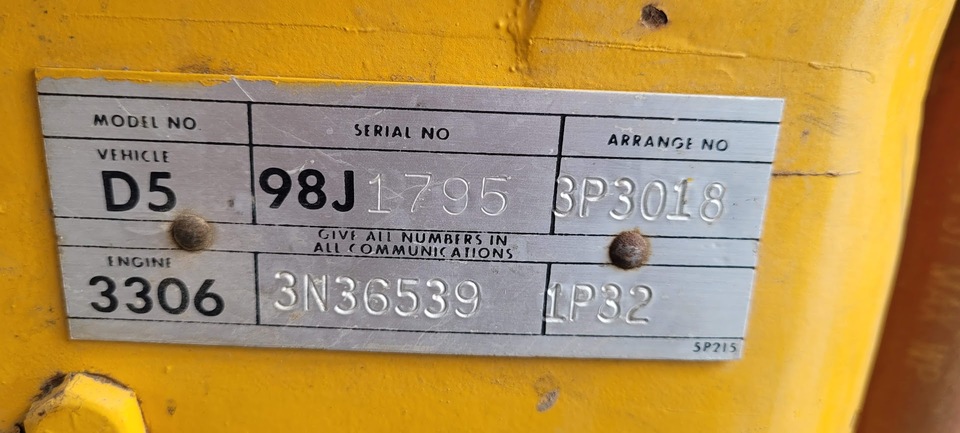 MODEL NO SERIAL NO ARRANGE NO
VEHICLE
D5 98J1795 3P3018
GIVE ALL NUMBERS IN
ALL COMMUNICATIONS
ENGINE
3306 3N36539 1P32
5P215